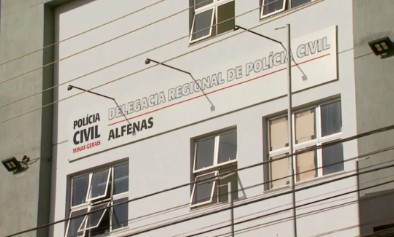 POLÍCIA
CIVIL
MINAS GERAIS
DELEGACIA REGIONAL DE POLÍCIA CIVIL
ALFENAS